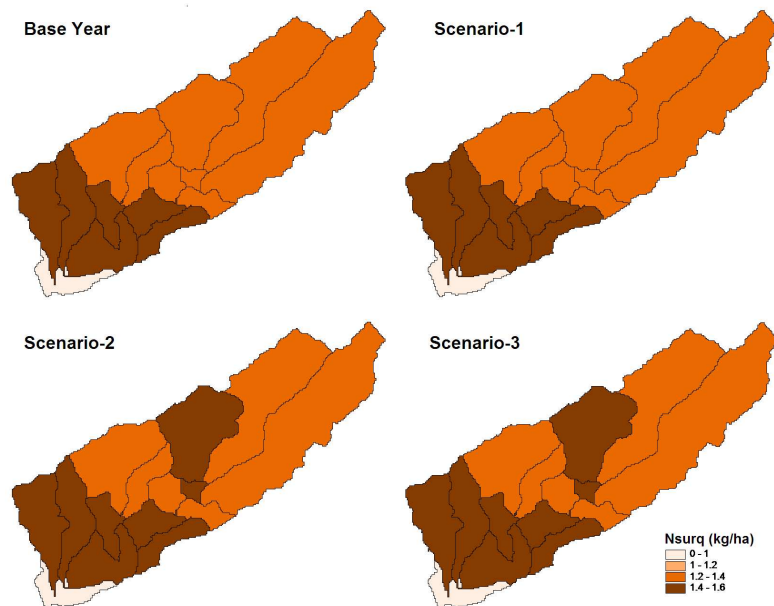 Base Year
Scenario-1
Scenario-2
Scenario-3
Nsurq (kg/ha)
0 - 1
1 - 1.2
1.2 - 1.4
1.4 - 1.6